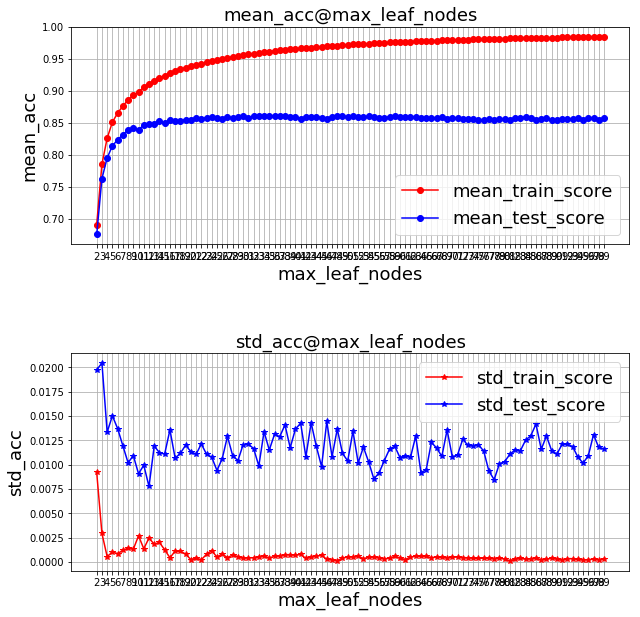 mean_acc@max_leaf_nodes
1.00
0.95
0.90
0.85
0.80
0.75
0.70
mean_acc
mean_train_score
mean_test_score
max_leaf_nodes
std_acc@max_leaf_nodes
0.0200
0.0175
0.0150
0.0125
0.0100
0.0075
0.0050
0.0025
0.0000
std_acc
std_train_score
std_test_score
max_leaf_nodes